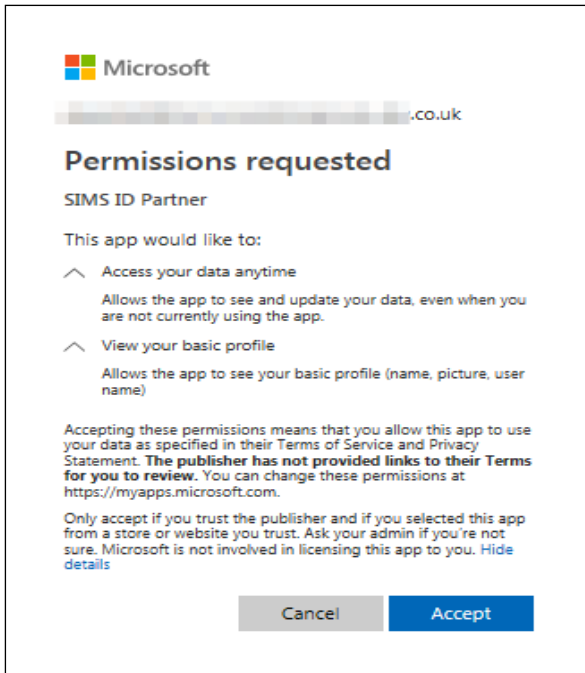 Microsoft
.co.uk
Permissions requested
SIMS ID Partner
This app would like to:
Access your data anytime
Allows the app to see and update your data, even when you
are not currently using the app.
View your basic profile
Allows the app to see your basic profile (name, picture, user
name)
Accepting these permissions means that you allow this app to use
your data as specified in their Terms of Service and Privacy
Statement. The publisher has not provided links to their Terms
for you to review. You can change these permissions at
https://myapps.microsoft.com.
Only accept if you trust the publisher and if you selected this app
from a store or website you trust. Ask your admin if you're not
sure. Microsoft is not involved in licensing this app to you. Hide
details
Cancel Accept